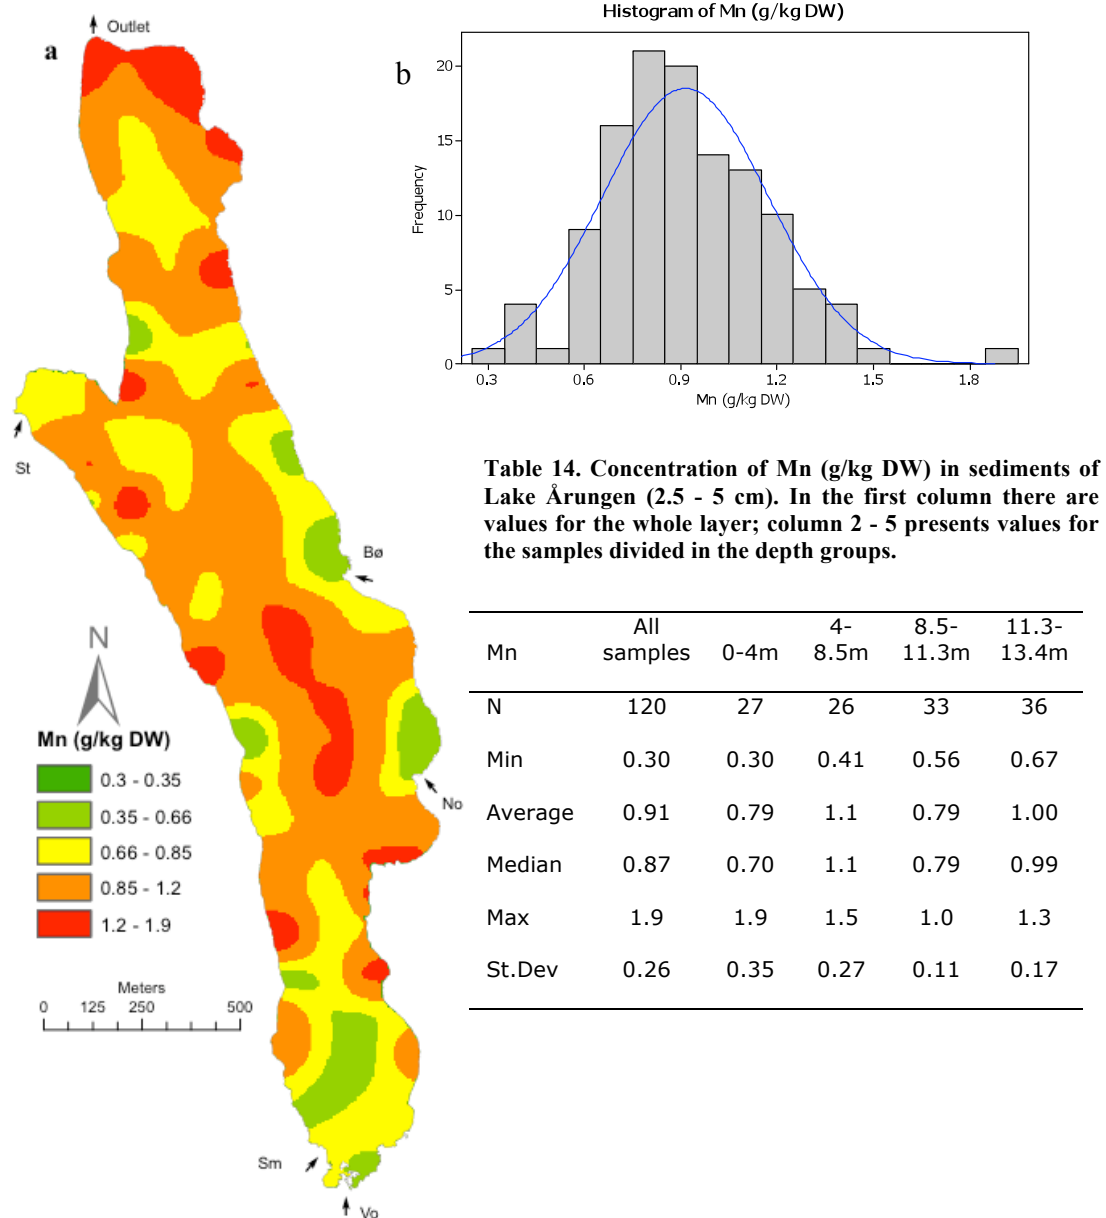 Outlet
a
St
Bø
No
Sm
Vo
N
Mn (g/kg DW)
0.3 - 0.35
0.35 - 0.66
0.66 - 0.85
0.85 - 1.2
1.2 - 1.9
Meters
0 125 250 500
b
Histogram of Mn (g/kg DW)
Frequency
20
15
10
5
0
0.3 0.6 0.9 1.2 1.5 1.8
Mn (g/kg DW)
Table 14. Concentration of Mn (g/kg DW) in sediments of
Lake Årungen (2.5 - 5 cm). In the first column there are
values for the whole layer; column 2 - 5 presents values for
the samples divided in the depth groups.
Mn All samples 0-4m 4-8.5m 8.5-11.3m 11.3-13.4m
N 120 27 26 33 36
Min 0.30 0.30 0.41 0.56 0.67
Average 0.91 0.79 1.1 0.79 1.00
Median 0.87 0.70 1.1 0.79 0.99
Max 1.9 1.9 1.5 1.0 1.3
St.Dev 0.26 0.35 0.27 0.11 0.17